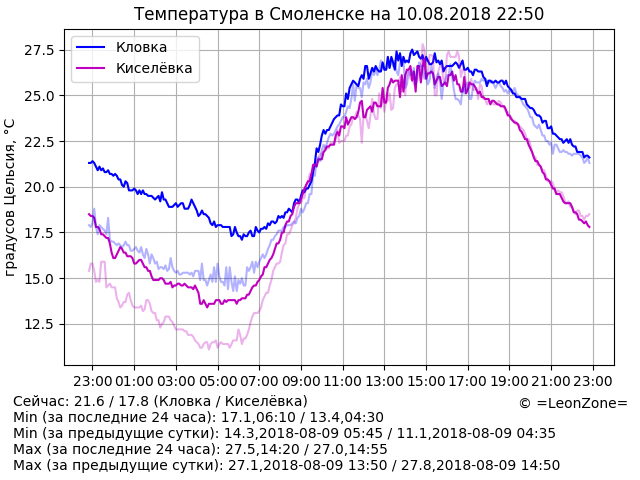 Температура в Смоленске на 10.08.2018 22:50
Кловка
Киселёвка
градусов Цельсия, °C
27.5
25.0
22.5
20.0
17.5
15.0
12.5
23:00 01:00 03:00 05:00 07:00 09:00 11:00 13:00 15:00 17:00 19:00 21:00 23:00
Сейчас: 21.6 / 17.8 (Кловка / Киселёвка)
© =LeonZone=
Min (за последние 24 часа): 17.1,06:10 / 13.4,04:30
Min (за предыдущие сутки): 14.3,2018-08-09 05:45 / 11.1,2018-08-09 04:35
Max (за последние 24 часа): 27.5,14:20 / 27.0,14:55
Max (за предыдущие сутки): 27.1,2018-08-09 13:50 / 27.8,2018-08-09 14:50